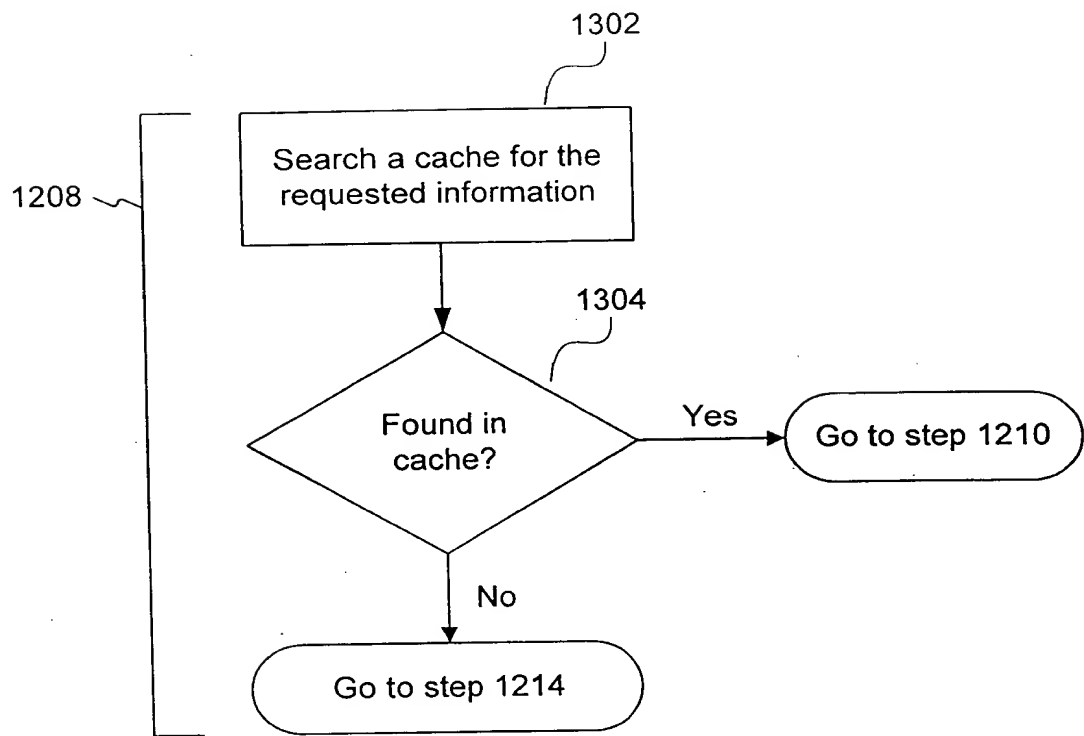 1302
Search a cache for the
requested information
1208
1304
Found in
cache?
Yes
Go to step 1210
No
Go to step 1214